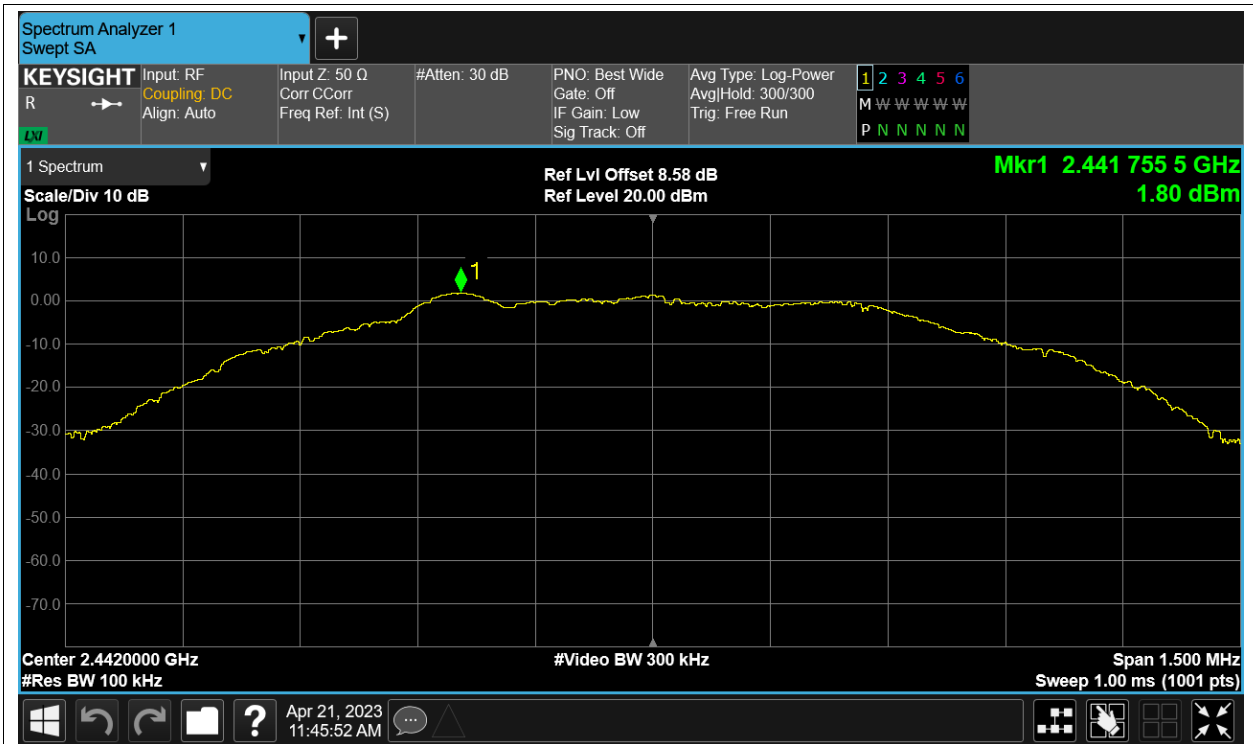 Spectrum Analyzer 1
Swept SA
KEYSIGHT
R
LXI
Input: RF
Coupling: DC
Align: Auto
Input Z: 50 Ω
Corr CCorr
Freq Ref: Int (S)
#Atten: 30 dB
PNO: Best Wide
Gate: Off
IF Gain: Low
Sig Track: Off
Avg Type: Log-Power
Avg|Hold: 300/300
Trig: Free Run
1 2 3 4 5 6
M W W W W W
P N N N N N
1 Spectrum
Scale/Div 10 dB
Log
Ref Lvl Offset 8.58 dB
Ref Level 20.00 dBm
Mkr1 2.441 755 5 GHz
1.80 dBm
1
10.0
0.00
-10.0
-20.0
-30.0
-40.0
-50.0
-60.0
-70.0
Center 2.4420000 GHz
#Res BW 100 kHz
#Video BW 300 kHz
Span 1.500 MHz
Sweep 1.00 ms (1001 pts)
?
Apr 21, 2023
11:45:52 AM